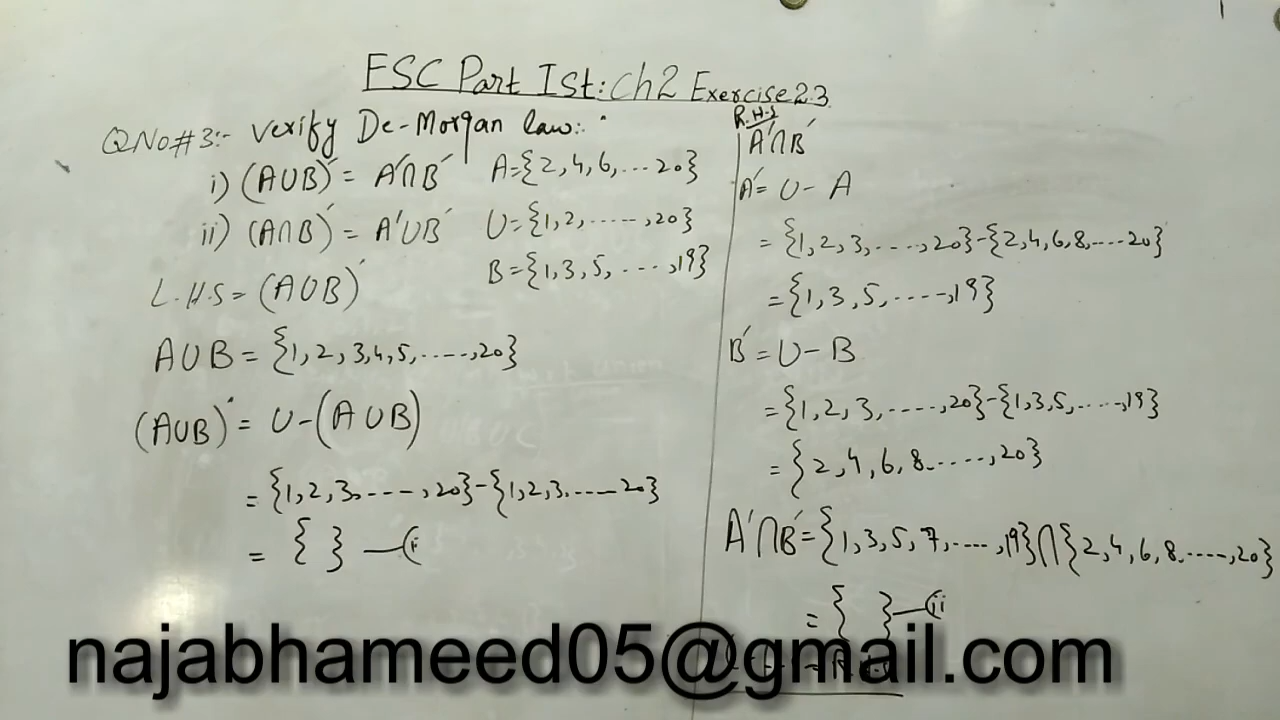 FSC Part Ist: Ch2 Exercise 2.3
Q No # 3:- Verify De-Morgan law:
i) (A∪B)′ = A′∩B′
A={2,4,6,...20}
ii) (A∩B)′ = A′∪B′
U={1,2,......,20}
B={1,3,5,....,19}
L.H.S = (A∪B)′
A∪B = {1,2,3,4,5,......,20}
(A∪B)′ = U-(A∪B)
= {1,2,3,.....,20}-{1,2,3.....20}
= { } —(i
R.H.S
A′∩B′
A′= U- A
= {1,2,3,.....,20}-{2,4,6,8,....20}
={1,3,5,.....,19}
B′ = U- B
={1,2,3,.....,20}-{1,3,5,....,19}
= {2,4,6,8.....,20}
A′∩B′={1,3,5,7,....,19}∩{2,4,6,8.....,20}
= { } —(ii
= R.H.S
najabhameed05@gmail.com